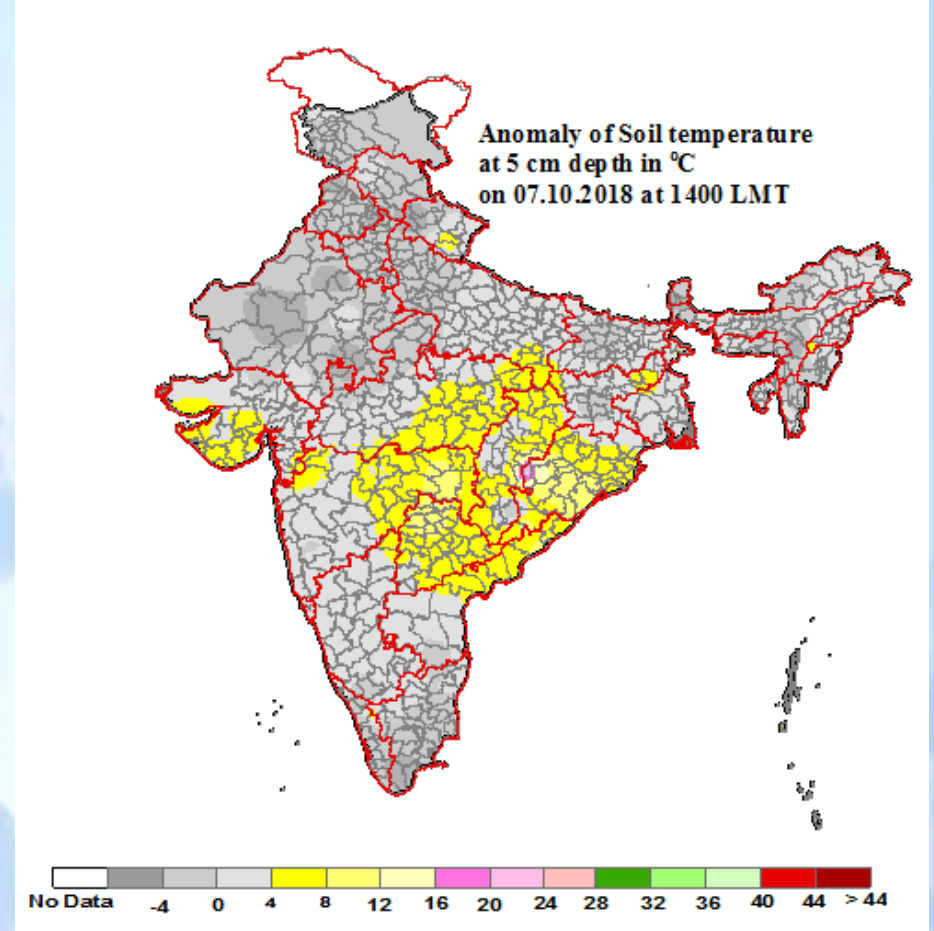 Anomaly of Soil temperature
at 5 cm depth in °C
on 07.10.2018 at 1400 LMT
No Data -4 0 4 8 12 16 20 24 28 32 36 40 44 > 44